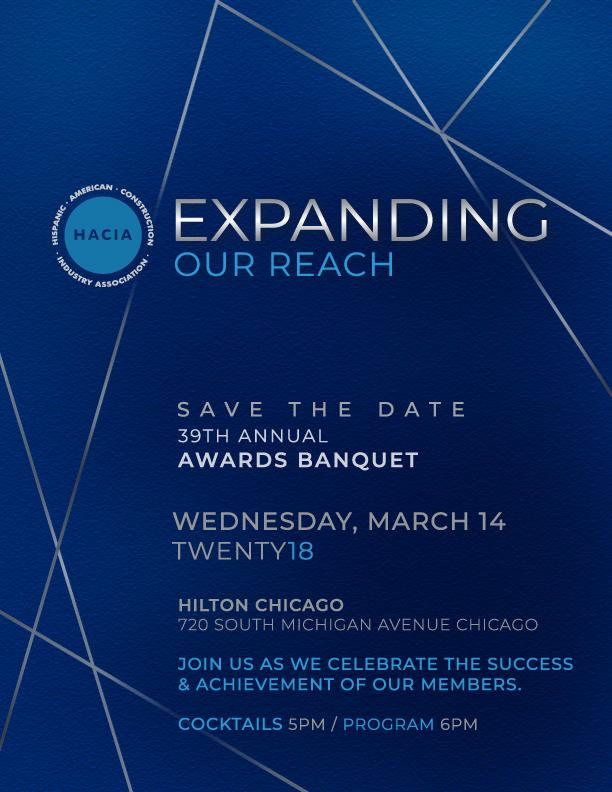 HISPANIC · AMERICAN · CONSTRUCTION
HACIA
· INDUSTRY ASSOCIATION ·
EXPANDING
OUR REACH
SAVE THE DATE
39TH ANNUAL
AWARDS BANQUET
WEDNESDAY, MARCH 14
TWENTY18
HILTON CHICAGO
720 SOUTH MICHIGAN AVENUE CHICAGO
JOIN US AS WE CELEBRATE THE SUCCESS
& ACHIEVEMENT OF OUR MEMBERS.
COCKTAILS 5PM / PROGRAM 6PM